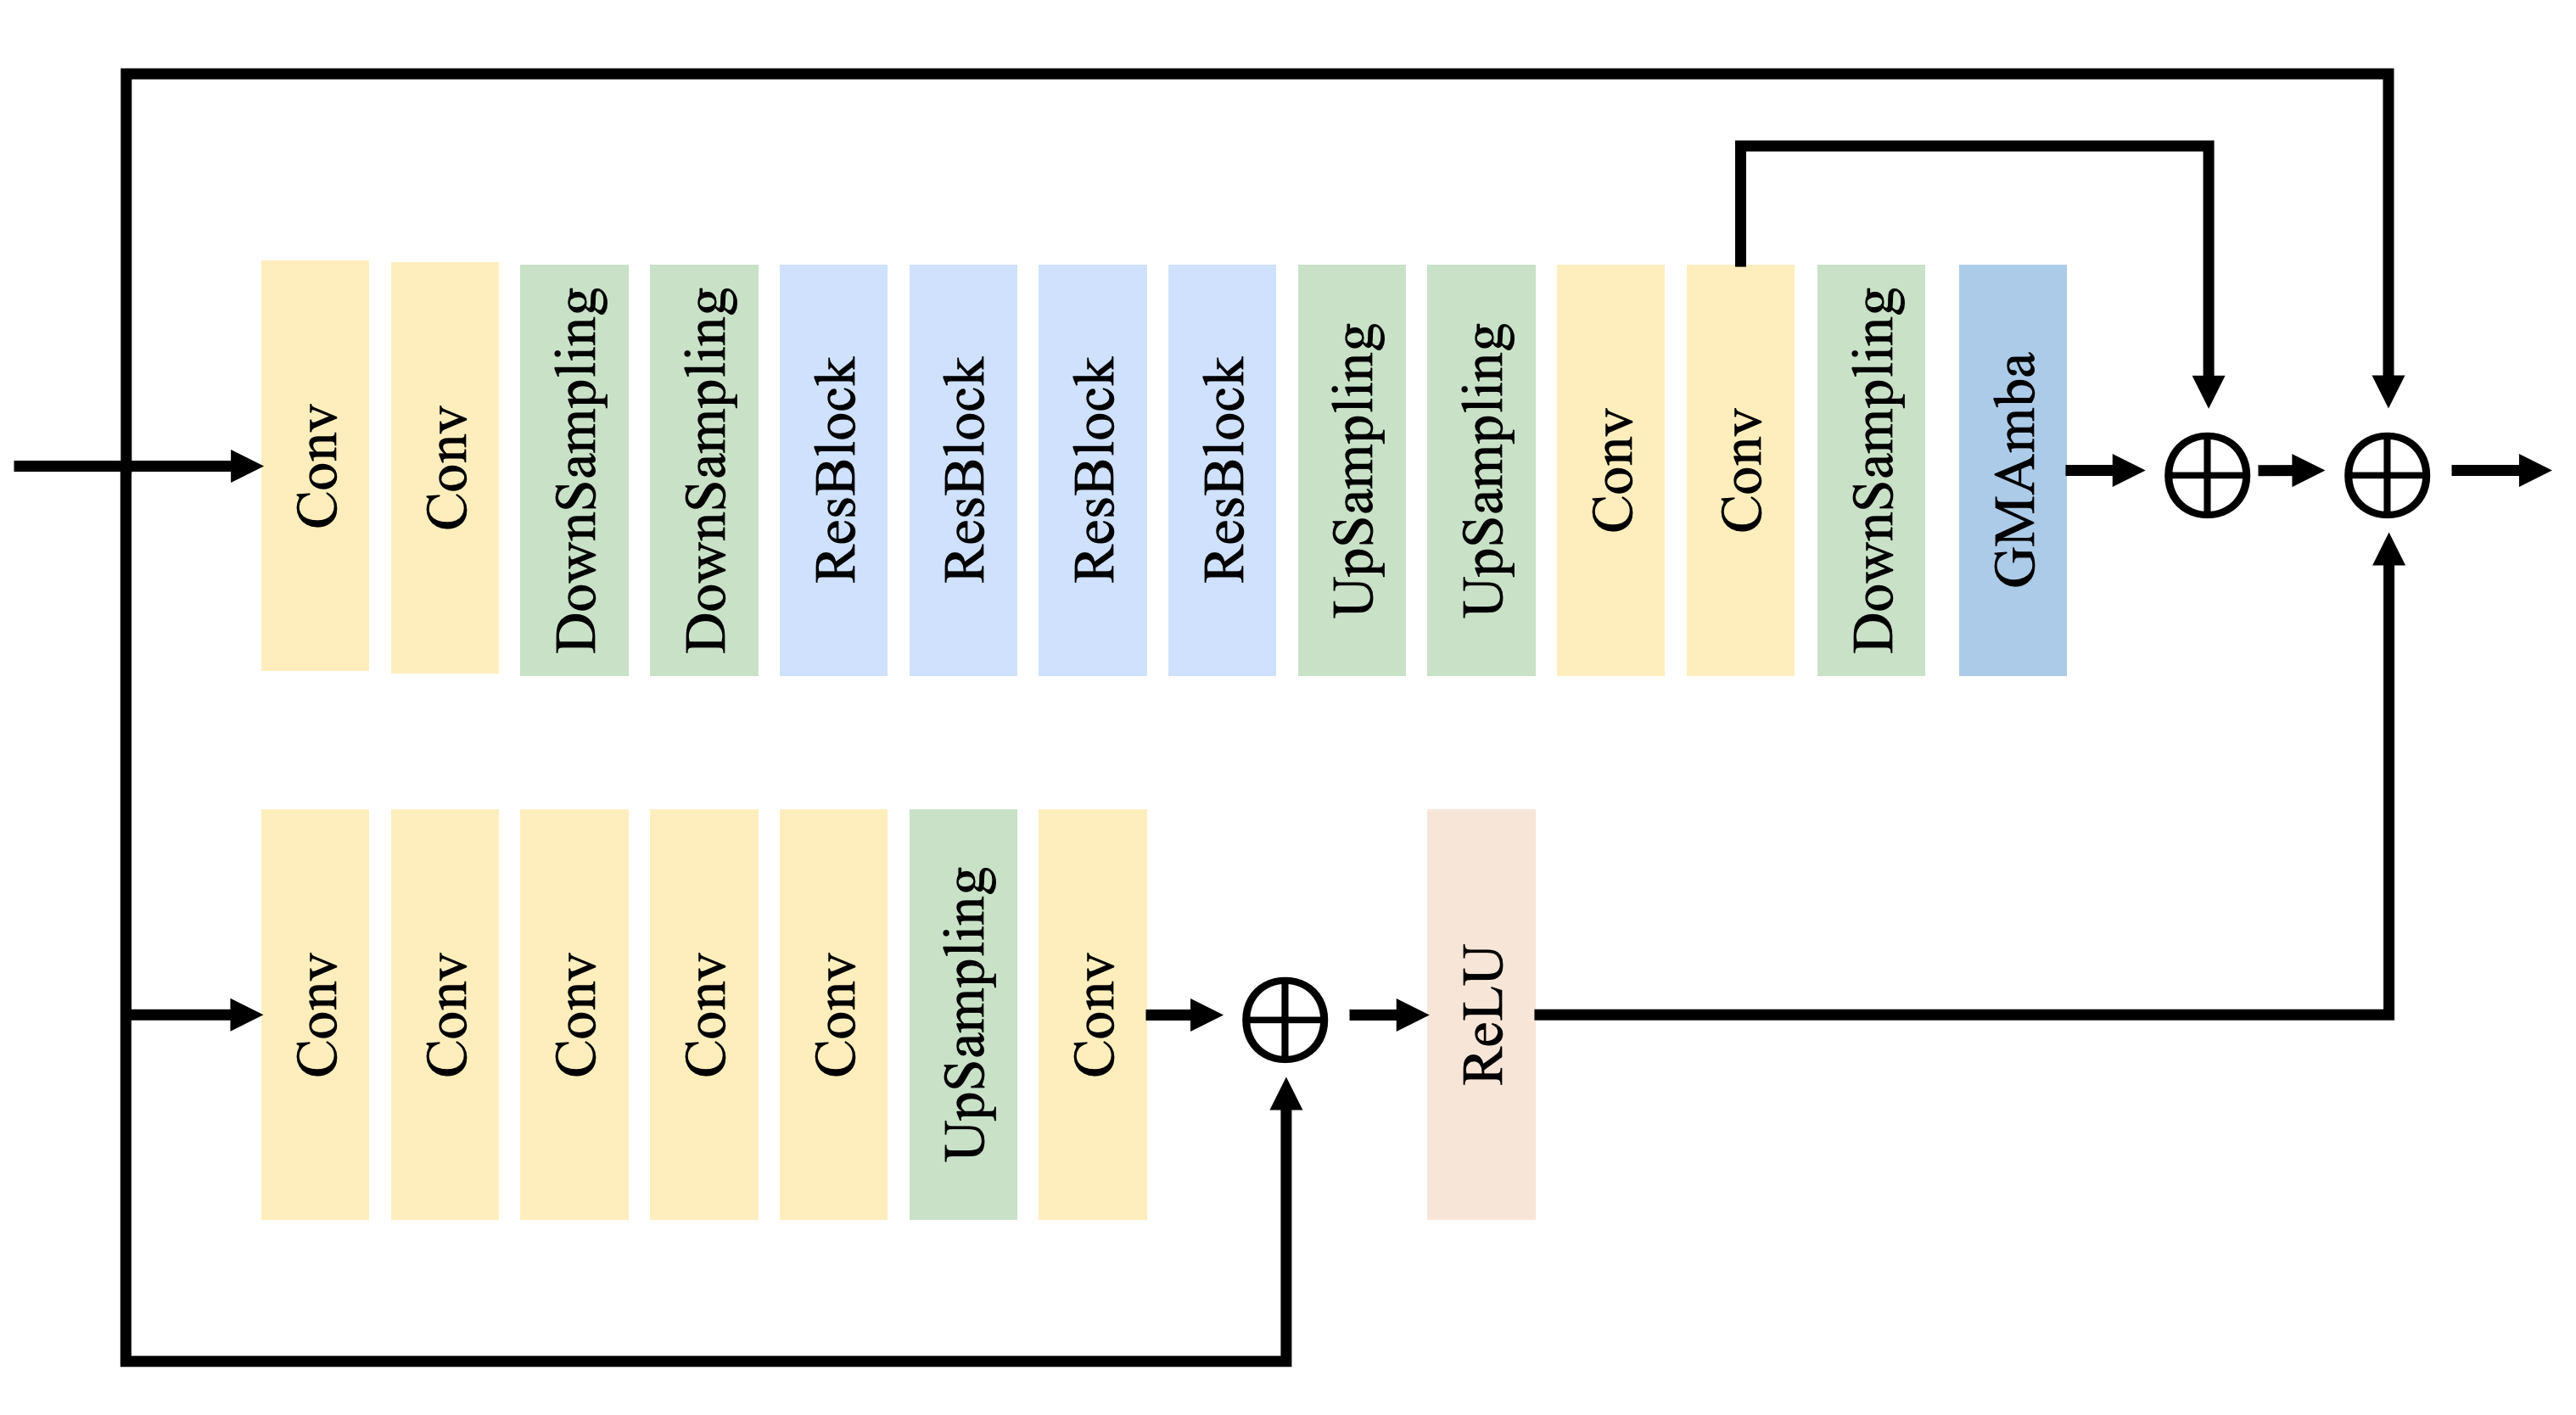 Conv
Conv
DownSampling
DownSampling
ResBlock
ResBlock
ResBlock
ResBlock
UpSampling
UpSampling
Conv
Conv
DownSampling
GMAmba
Conv
Conv
Conv
Conv
Conv
UpSampling
Conv
ReLU